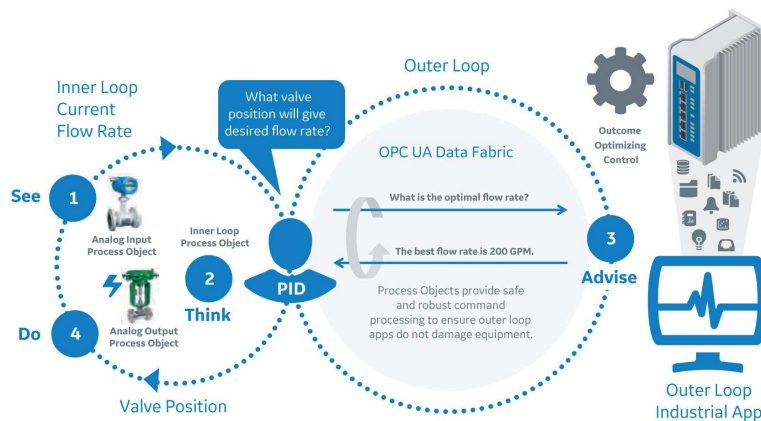 Inner Loop
Current
Flow Rate
What valve
position will give
desired flow rate?
Outer Loop
Outcome
Optimizing
Control
OPC UA Data Fabric
See
1
Analog Input
Process Object
Inner Loop
Process Object
2
Think
PID
What is the optimal flow rate?
The best flow rate is 200 GPM.
3
Advise
Process Objects provide safe
and robust command
processing to ensure outer loop
apps do not damage equipment.
Do
4
Analog Output
Process Object
Valve Position
Outer Loop
Industrial App